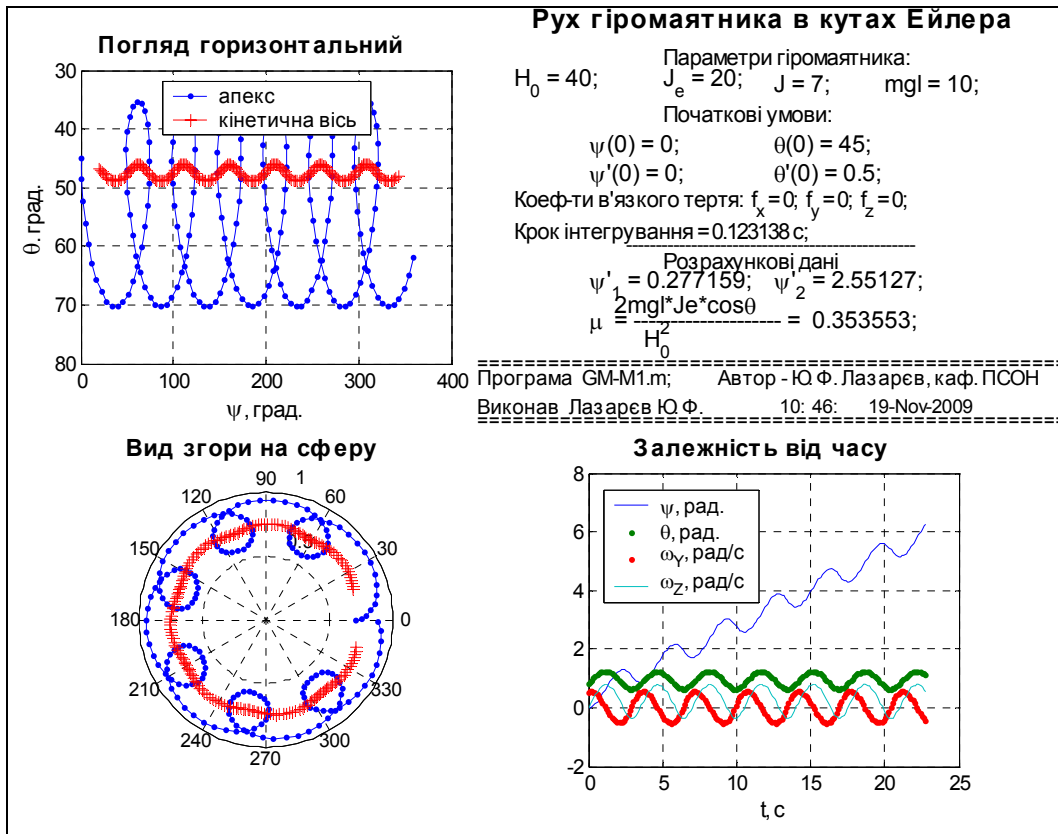 Рух гіромаятника в кутах Ейлера
Погляд горизонтальний
30
40
50
60
70
80
θ. град.
апекс
кінетична вісь
0 100 200 300 400
ψ, град.
Параметри гіромаятника:
H0 = 40; Je = 20; J = 7; mgl = 10;
Початкові умови:
ψ(0) = 0; θ(0) = 45;
ψ'(0) = 0; θ'(0) = 0.5;
Коеф-ти в'язкого тертя: fx = 0; fy = 0; fz = 0;
Крок інтегрування = 0.123138 с;
Розрахункові дані
ψ'1 = 0.277159; ψ'2 = 2.55127;
2mgl*Je*cosθ
μ = --------------------- = 0.353553;
H0^2
Програма GM-M1.m; Автор - Ю.Ф. Лазарєв, каф. ПСОН
Виконав Лазарєв Ю.Ф. 10: 46: 19-Nov-2009
Вид згори на сферу
90 1
120 60
150 30
0.5
180 0
210 330
240 300
270
Залежність від часу
8
6
4
2
0
-2
ψ, рад.
θ, рад.
ωY, рад/с
ωZ, рад/с
0 5 10 15 20 25
t, с